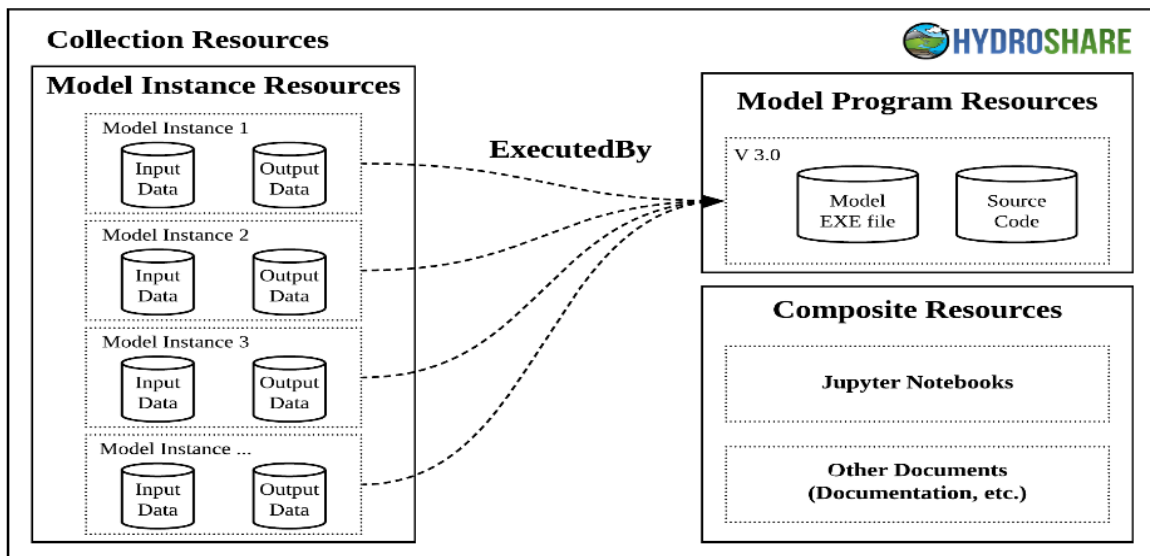 Collection Resources
HYDROSHARE
Model Instance Resources
Model Instance 1
Input
Data
Output
Data
Model Instance 2
Input
Data
Output
Data
Model Instance 3
Input
Data
Output
Data
Model Instance ...
Input
Data
Output
Data
ExecutedBy
Model Program Resources
V 3.0
Model
EXE file
Source
Code
Composite Resources
Jupyter Notebooks
Other Documents
(Documentation, etc.)